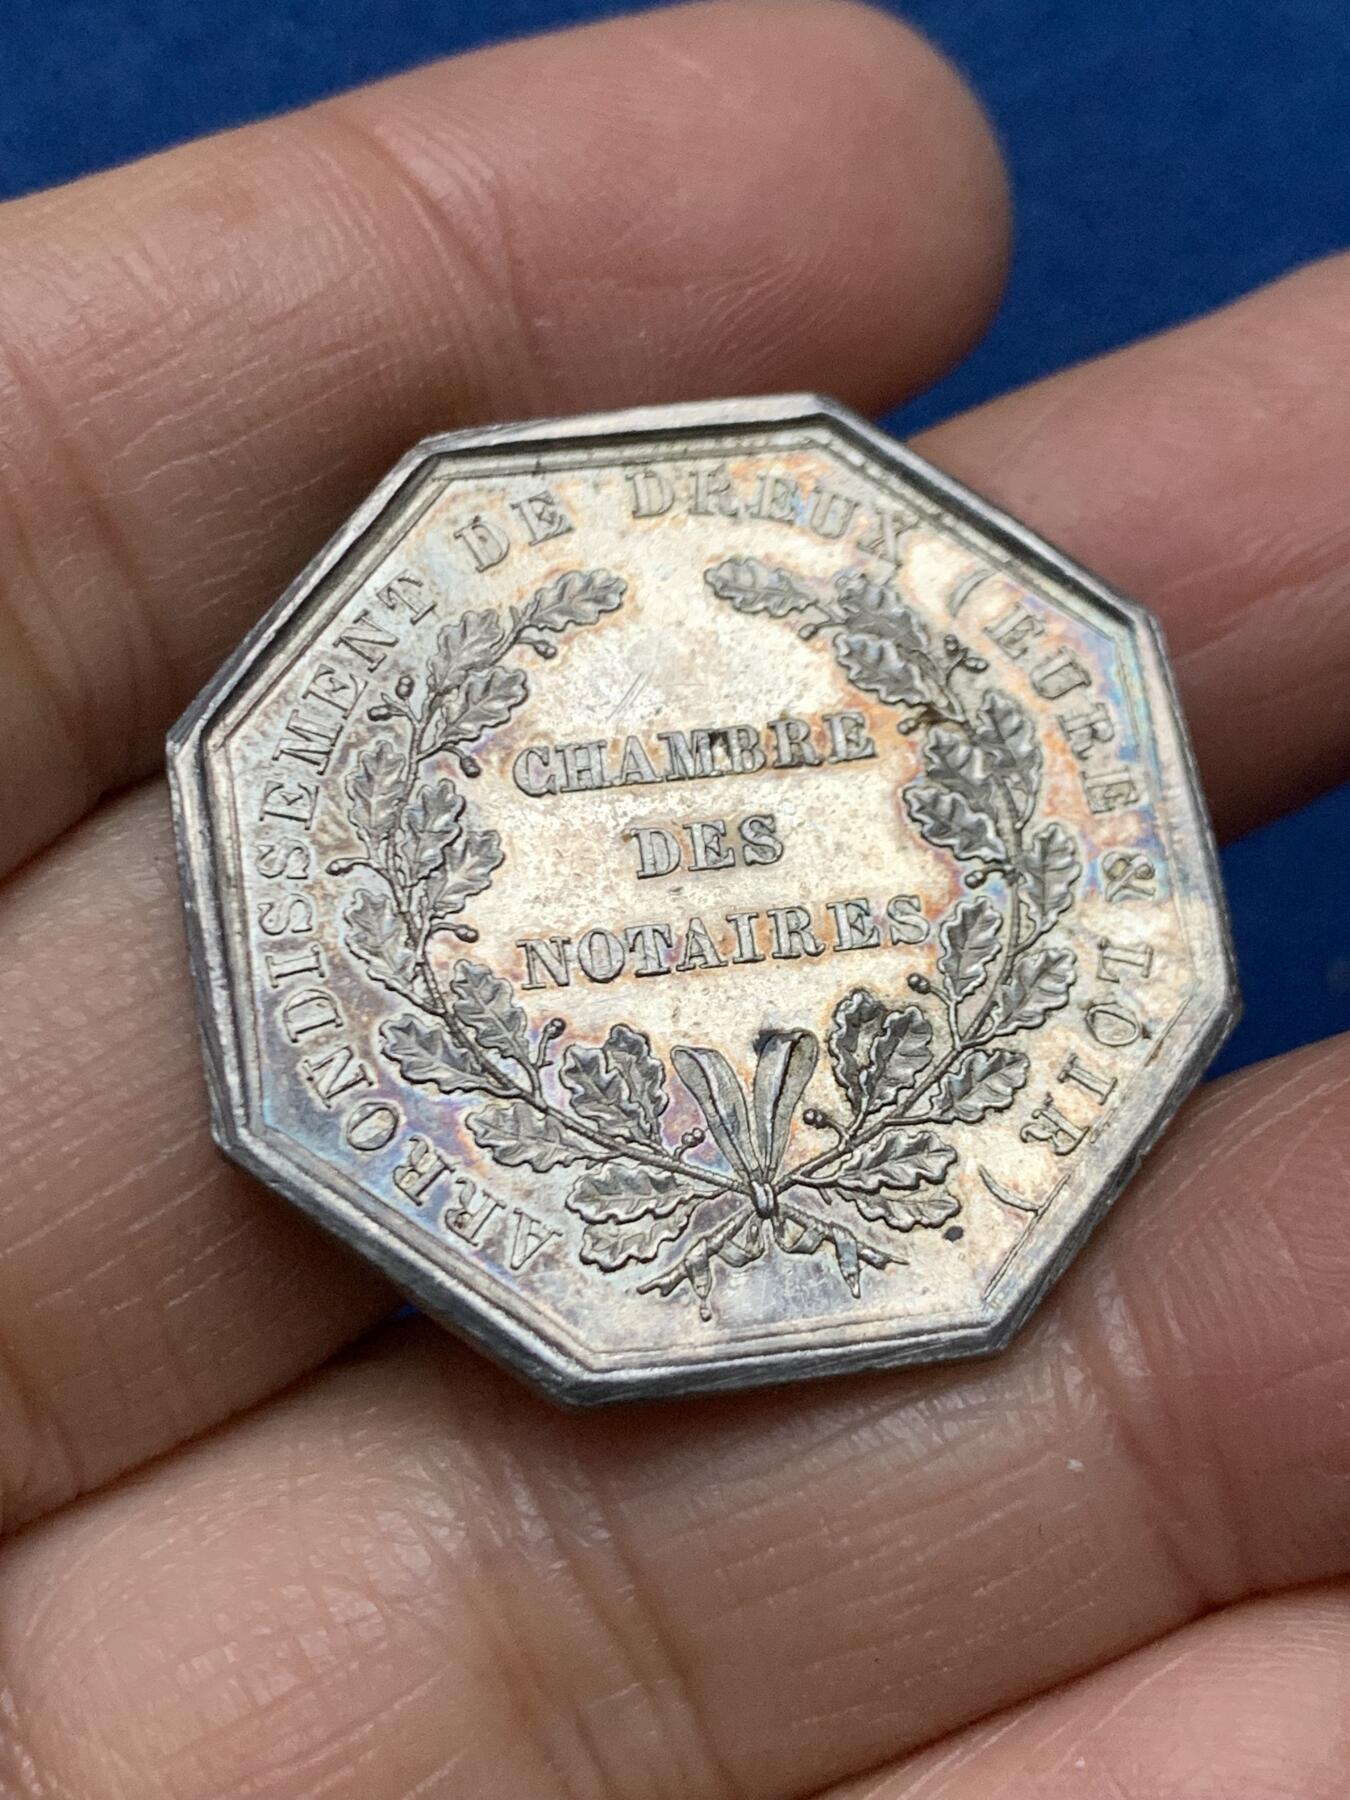 ARRONDISSEMENT DE DREUX (EURE & LOIR)
CHAMBRE
DES
NOTAIRES